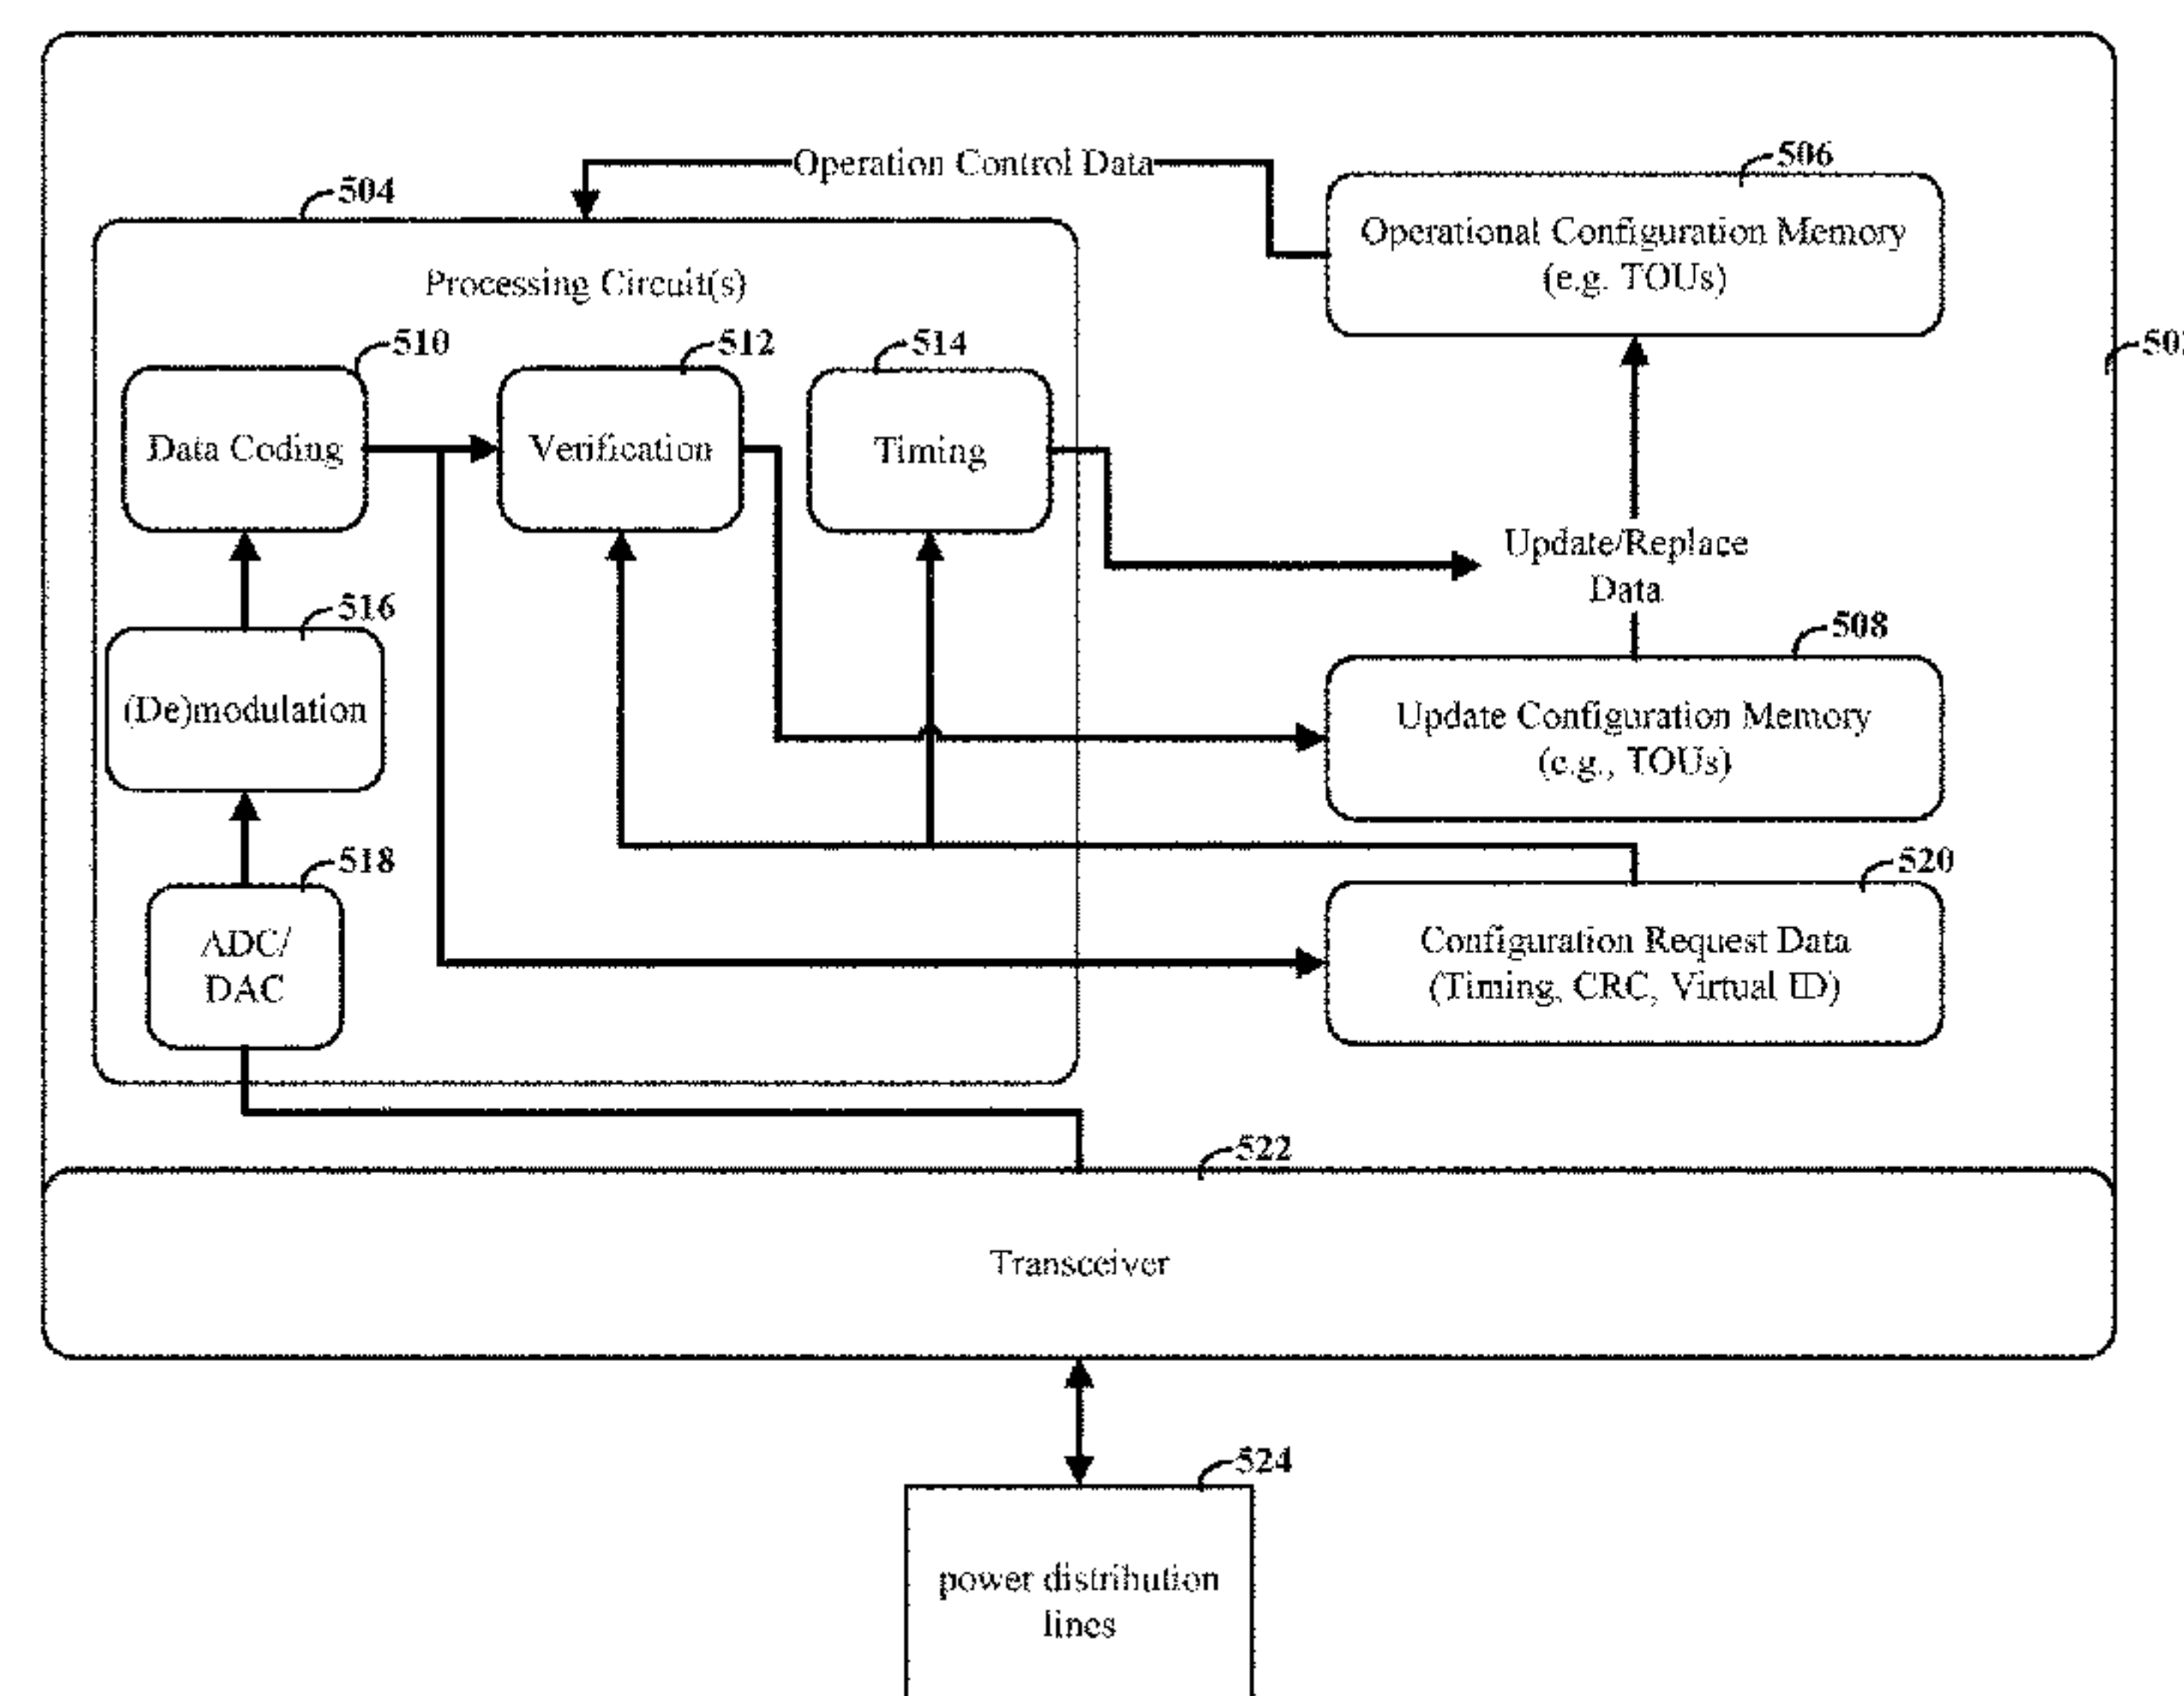 Operation Control Data
506
504
Operational Configuration Memory
(e.g. TOUs)
Processing Circuit(s)
510
512
514
Data Coding
Verification
Timing
Update/Replace
Data
516
508
(De)modulation
Update Configuration Memory
(e.g., TOUs)
518
520
ADC/
DAC
Configuration Request Data
(Timing, CRC, Virtual ID)
522
Transceiver
524
power distribution
lines